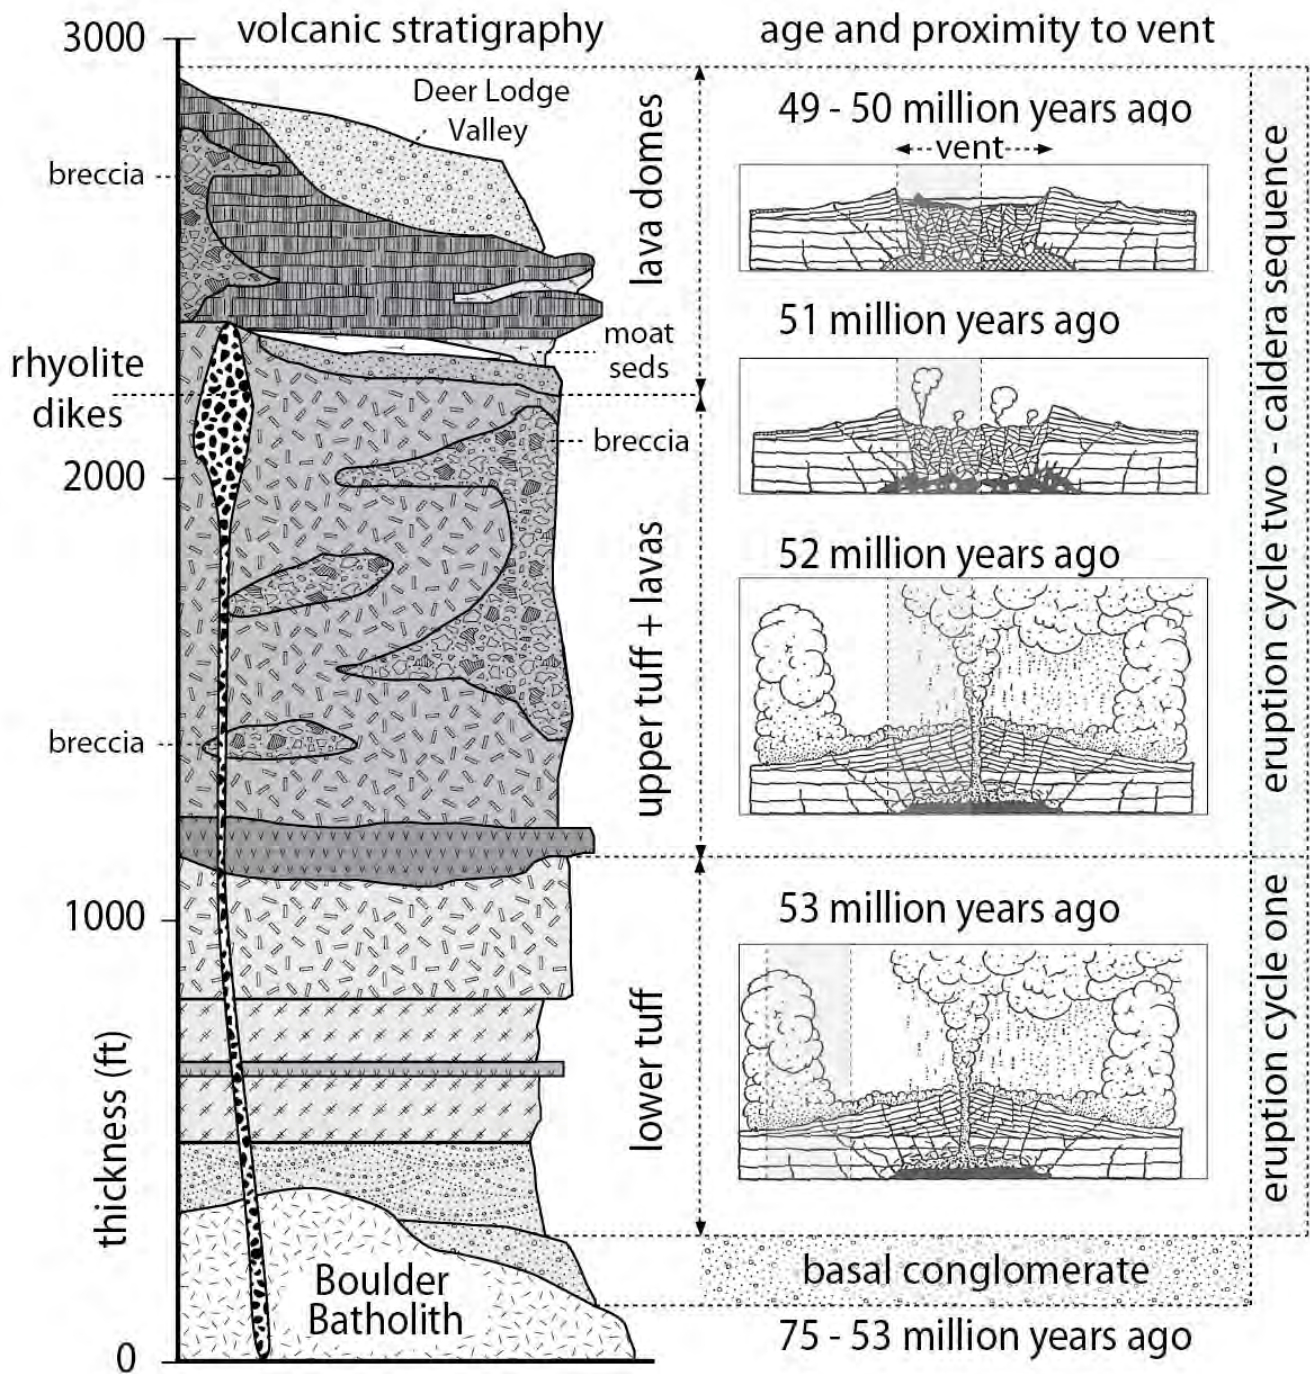 volcanic stratigraphy
age and proximity to vent
3000
Deer Lodge
Valley
breccia
lava domes
49 - 50 million years ago
vent
51 million years ago
moat
seds
rhyolite
dikes
breccia
2000
52 million years ago
upper tuff + lavas
breccia
eruption cycle two - caldera sequence
53 million years ago
1000
lower tuff
eruption cycle one
thickness (ft)
basal conglomerate
Boulder
Batholith
75 - 53 million years ago
0